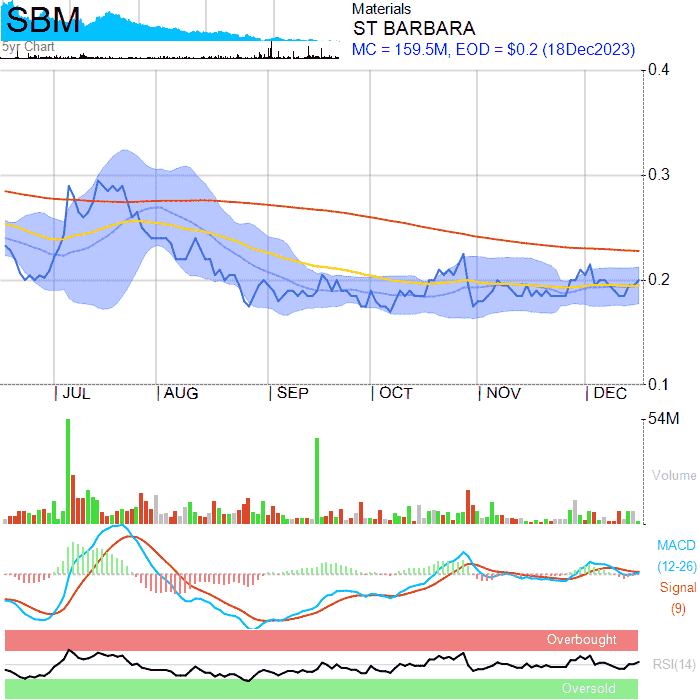 SBM
5yr Chart
Materials
ST BARBARA
MC = 159.5M, EOD = $0.2 (18Dec2023)
0.4
0.3
0.2
0.1
JUL AUG SEP OCT NOV DEC
54M
Volume
MACD
(12-26)
Signal
(9)
Overbought
RSI(14)
Oversold